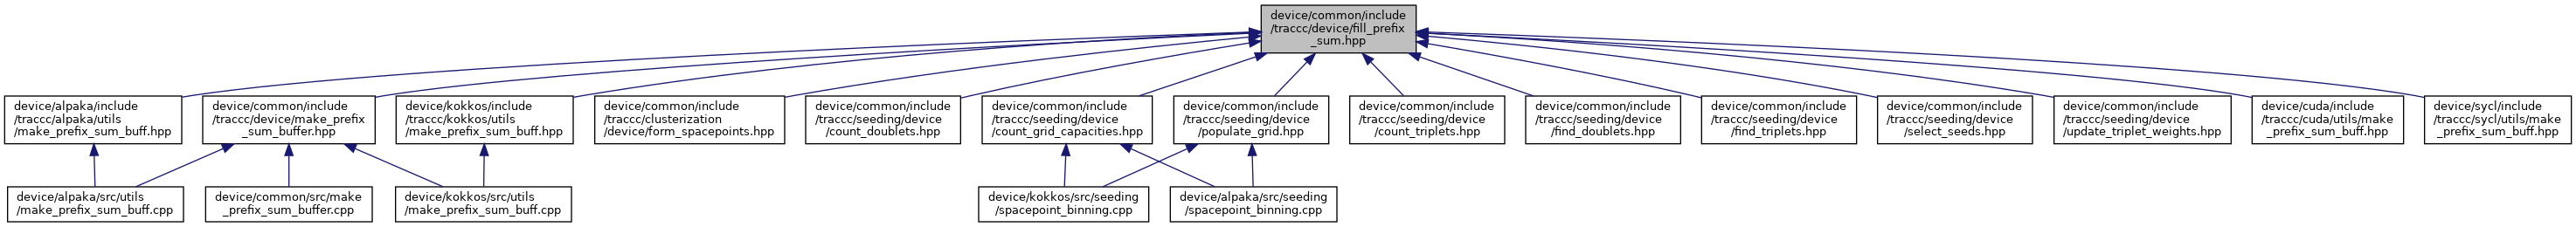 device/common/include
/traccc/device/fill_prefix
_sum.hpp
device/alpaka/include
/traccc/alpaka/utils
/make_prefix_sum_buff.hpp
device/common/include
/traccc/device/make_prefix
_sum_buffer.hpp
device/kokkos/include
/traccc/kokkos/utils
/make_prefix_sum_buff.hpp
device/common/include
/traccc/clusterization
/device/form_spacepoints.hpp
device/common/include
/traccc/seeding/device
/count_doublets.hpp
device/common/include
/traccc/seeding/device
/count_grid_capacities.hpp
device/common/include
/traccc/seeding/device
/populate_grid.hpp
device/common/include
/traccc/seeding/device
/count_triplets.hpp
device/common/include
/traccc/seeding/device
/find_doublets.hpp
device/common/include
/traccc/seeding/device
/find_triplets.hpp
device/common/include
/traccc/seeding/device
/select_seeds.hpp
device/common/include
/traccc/seeding/device
/update_triplet_weights.hpp
device/cuda/include
/traccc/cuda/utils/make
_prefix_sum_buff.hpp
device/sycl/include
/traccc/sycl/utils/make
_prefix_sum_buff.hpp
device/alpaka/src/utils
/make_prefix_sum_buff.cpp
device/common/src/make
_prefix_sum_buffer.cpp
device/kokkos/src/utils
/make_prefix_sum_buff.cpp
device/kokkos/src/seeding
/spacepoint_binning.cpp
device/alpaka/src/seeding
/spacepoint_binning.cpp